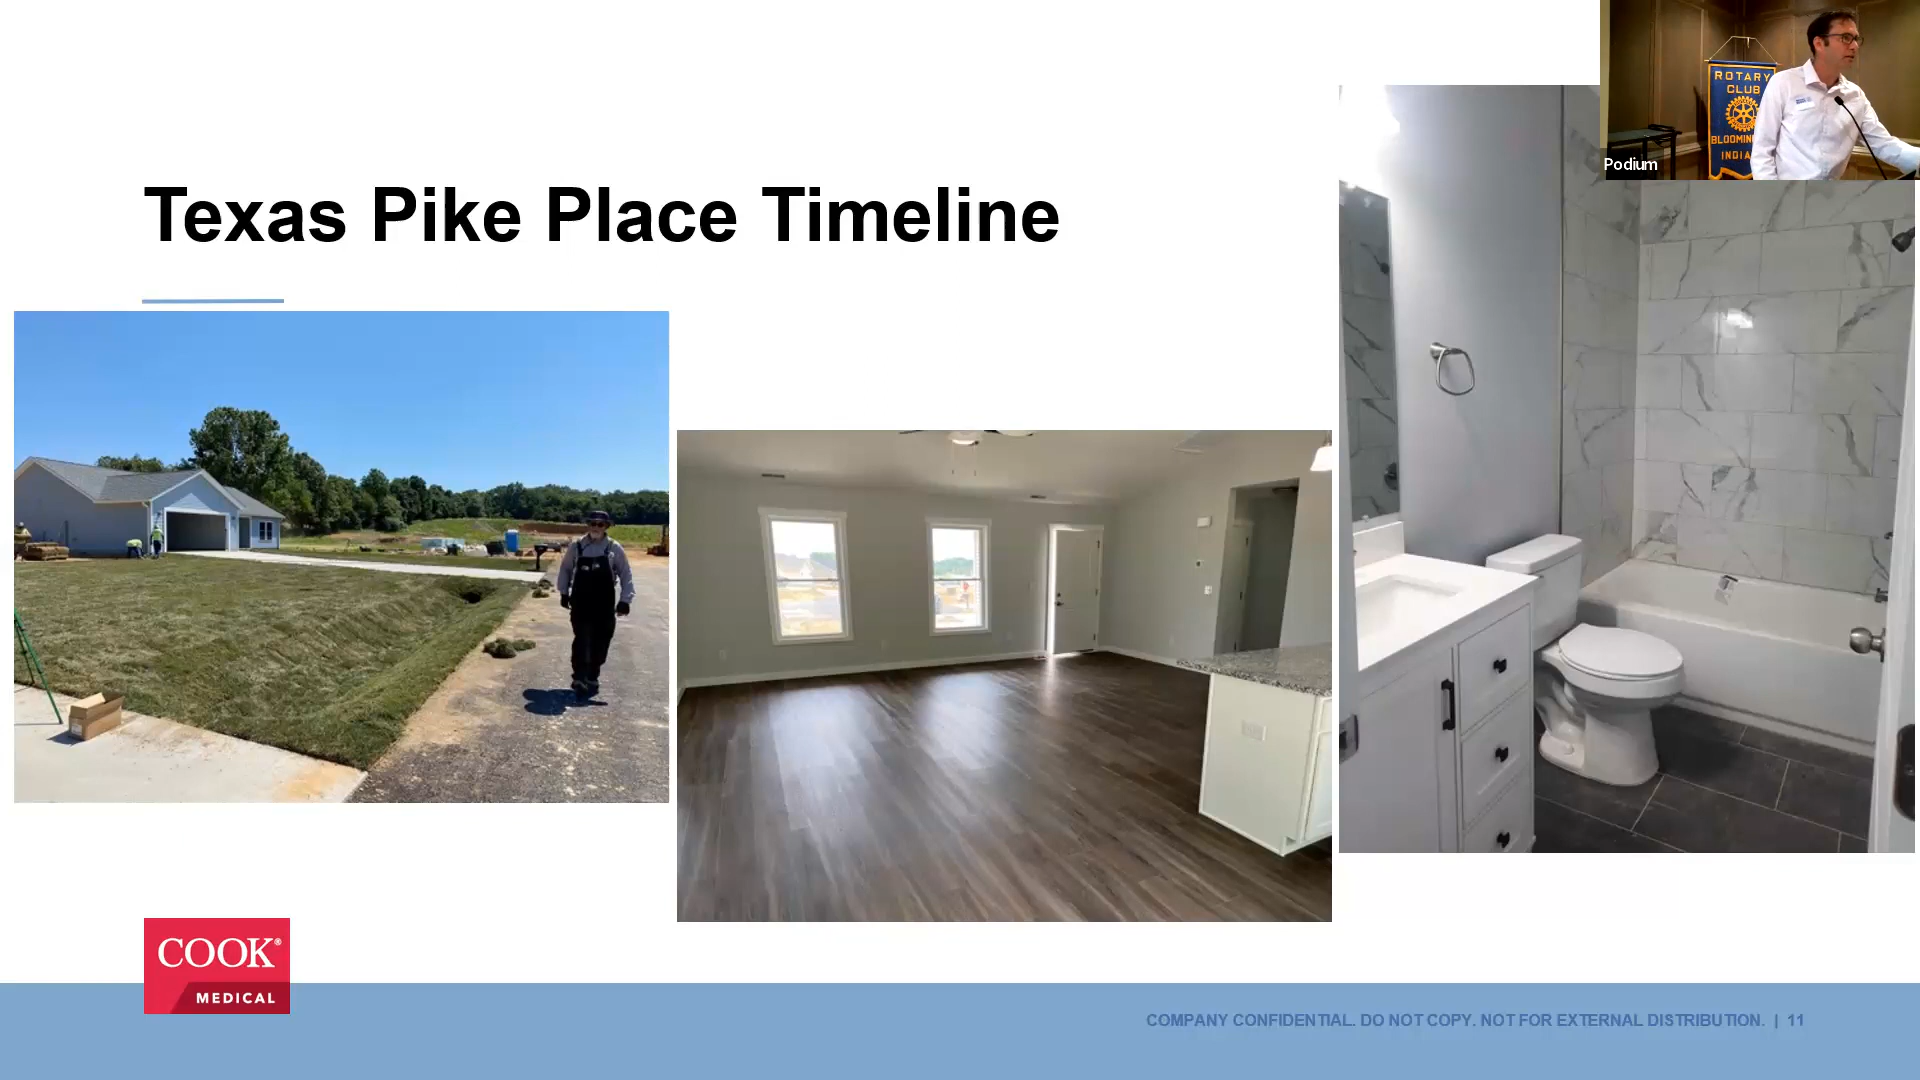 ROTARY
CLUB
BLOOMIN
INDIA
Podium
Texas Pike Place Timeline
COOK®
MEDICAL
COMPANY CONFIDENTIAL. DO NOT COPY. NOT FOR EXTERNAL DISTRIBUTION. | 11